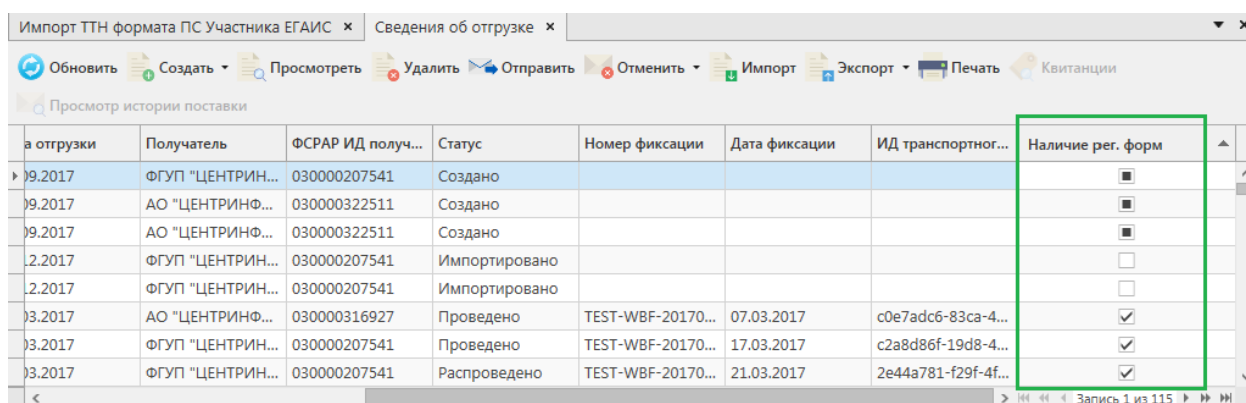 Импорт ТТН формата ПС Участника ЕГАИС × Сведения об отгрузке ×
Обновить Создать Просмотреть Удалить Отправить Отменить Импорт Экспорт Печать Квитанции
Просмотр истории поставки
а отгрузки Получатель ФСРАР ИД получ... Статус Номер фиксации Дата фиксации ИД транспортног... Наличие рег. форм
09.2017 ФГУП "ЦЕНТРИН... 030000207541 Создано
09.2017 АО "ЦЕНТРИНФ... 030000322511 Создано
09.2017 АО "ЦЕНТРИНФ... 030000322511 Создано
.2.2017 ФГУП "ЦЕНТРИН... 030000207541 Импортировано
.2.2017 ФГУП "ЦЕНТРИН... 030000207541 Импортировано
03.2017 АО "ЦЕНТРИНФ... 030000316927 Проведено TEST-WBF-20170... 07.03.2017 c0e7adc6-83ca-4...
03.2017 ФГУП "ЦЕНТРИН... 030000207541 Проведено TEST-WBF-20170... 17.03.2017 c2a8d86f-19d8-4...
03.2017 ФГУП "ЦЕНТРИН... 030000207541 Распроведено TEST-WBF-20170... 21.03.2017 2e44a781-f29f-4f...
Запись 1 из 115